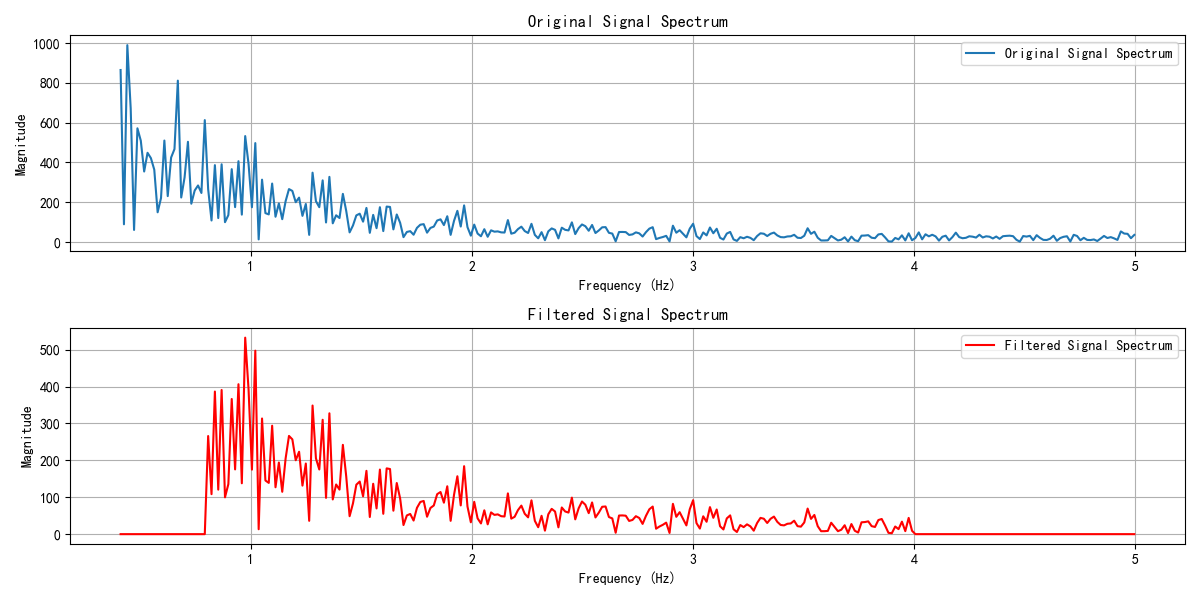 Original Signal Spectrum
1000
800
600
400
200
0
Magnitude
Original Signal Spectrum
1 2 3 4 5
Frequency (Hz)
Filtered Signal Spectrum
500
400
300
200
100
0
Magnitude
Filtered Signal Spectrum
1 2 3 4 5
Frequency (Hz)